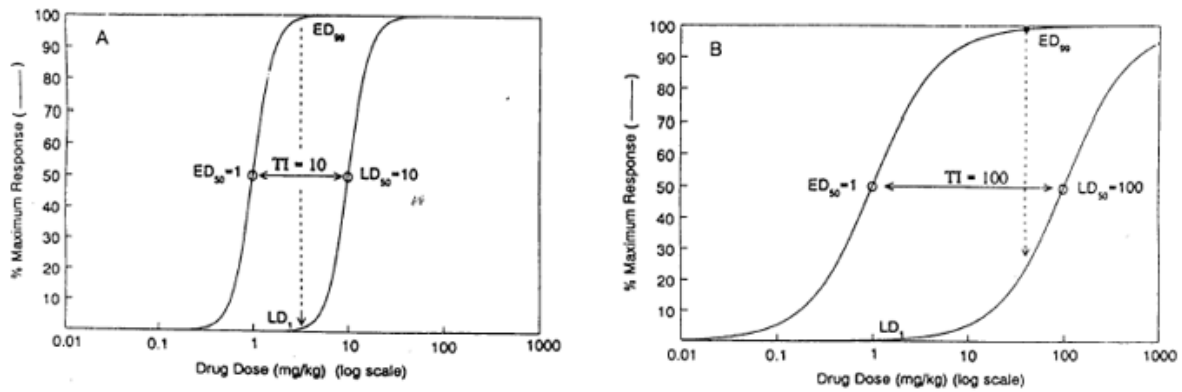 A
100
90
80
70
60
50
40
30
20
10
% Maximum Response ( —— )
ED99
ED50=1
TI = 10
LD50=10
LD1
0.01 0.1 1 10 100 1000
Drug Dose (mg/kg) (log scale)
B
100
90
80
70
60
50
40
30
20
10
% Maximum Response ( —— )
ED99
ED50=1
TI = 100
LD50=100
LD1
0.01 0.1 1 10 100 1000
Drug Dose (mg/kg) (log scale)